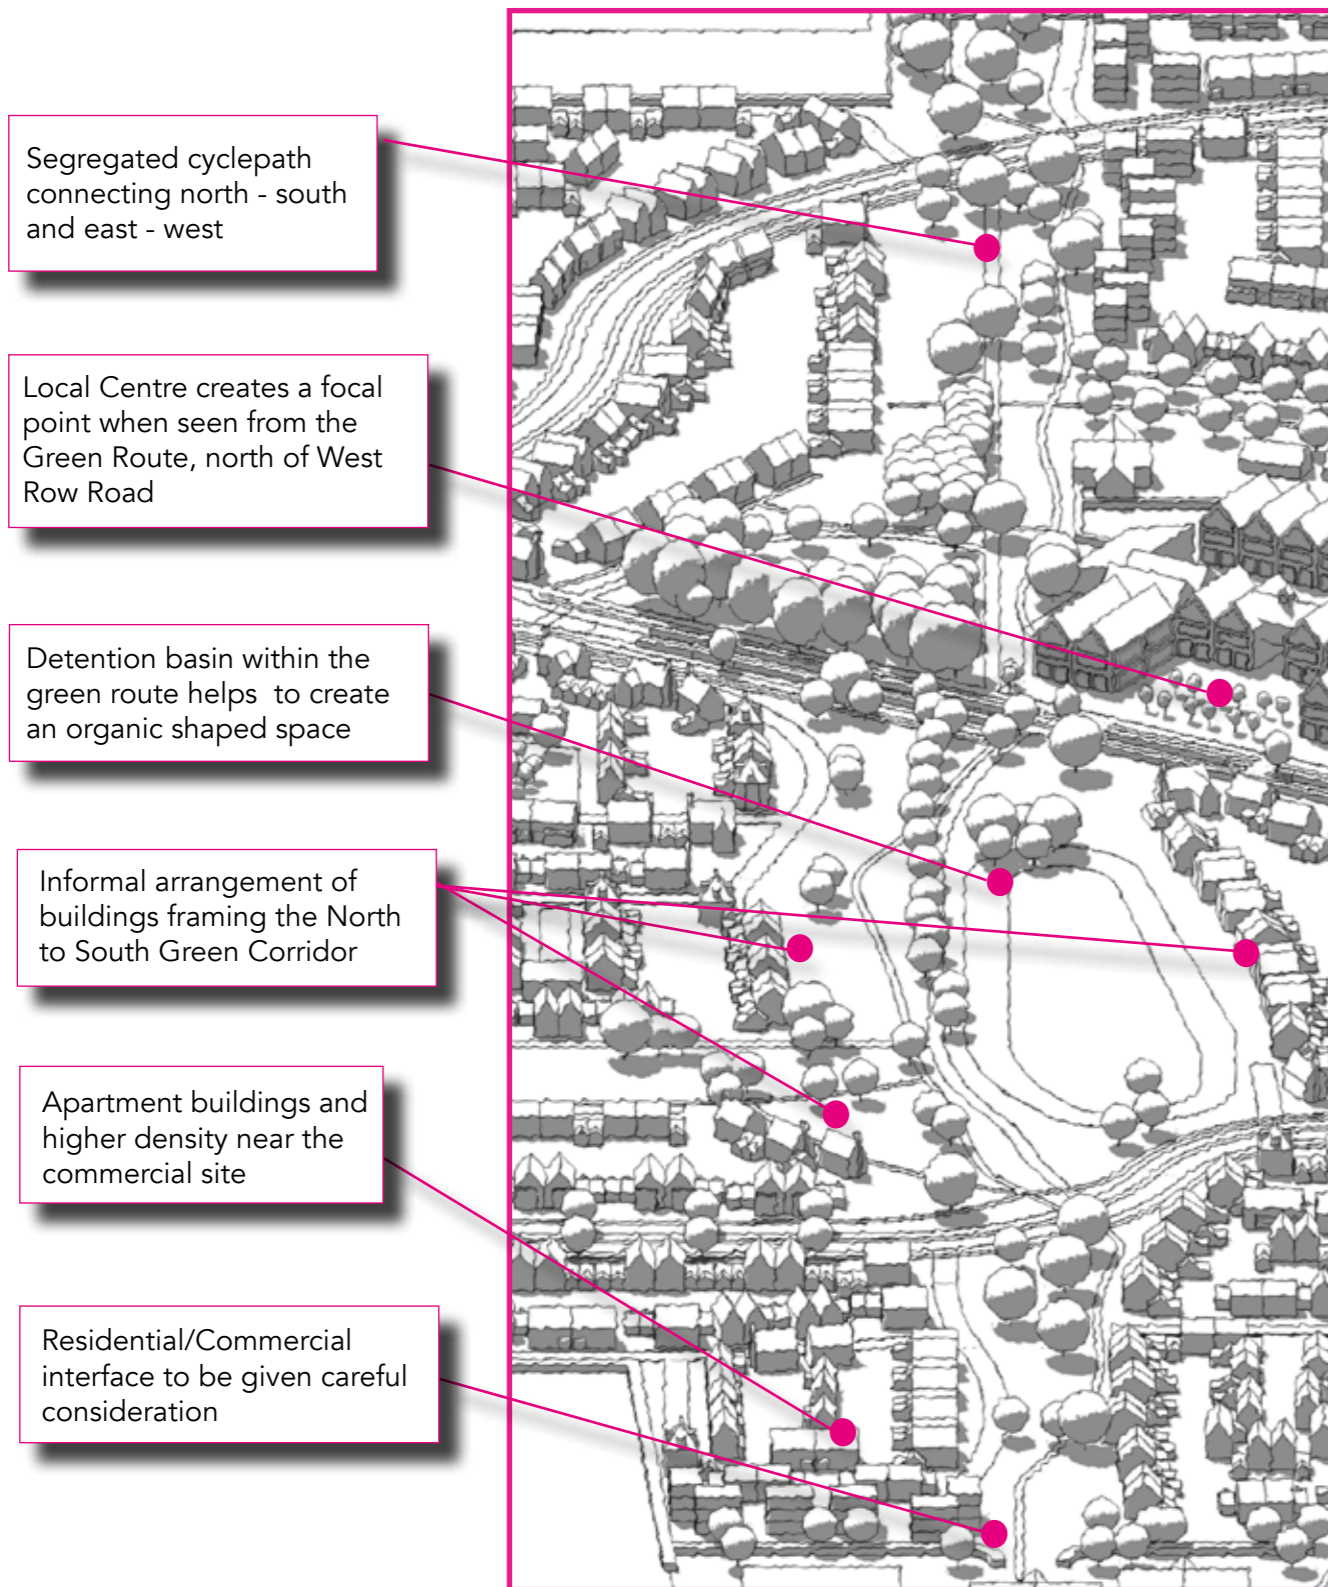 Segregated cyclepath
connecting north - south
and east - west
Local Centre creates a focal
point when seen from the
Green Route, north of West
Row Road
Detention basin within the
green route helps  to create
an organic shaped space
Informal arrangement of
buildings framing the North
to South Green Corridor
Apartment buildings and
higher density near the
commercial site
Residential/Commercial
interface to be given careful
consideration